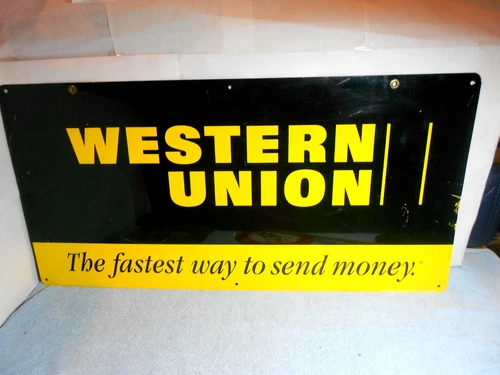 WESTERN
UNION
The fastest way to send money.®